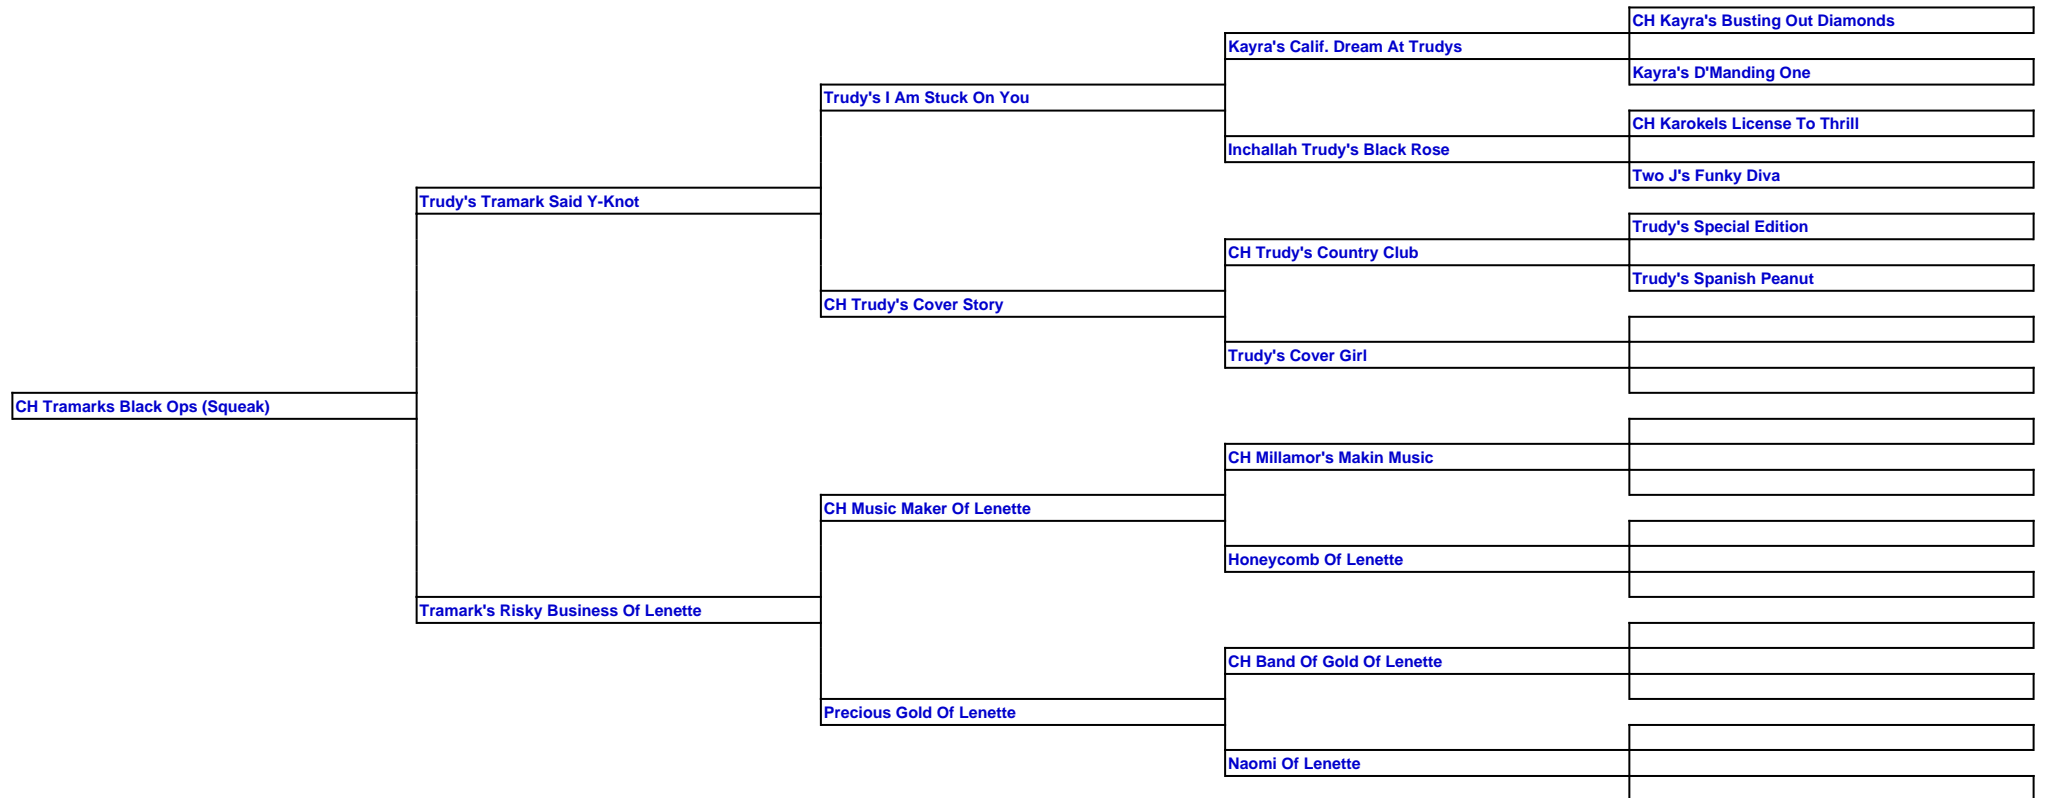 CH Kayra's Busting Out Diamonds
Kayra's Calif. Dream At Trudys
Kayra's D'Manding One
Trudy's I Am Stuck On You
CH Karokels License To Thrill
Inchallah Trudy's Black Rose
Two J's Funky Diva
Trudy's Tramark Said Y-Knot
Trudy's Special Edition
CH Trudy's Country Club
Trudy's Spanish Peanut
CH Trudy's Cover Story
Trudy's Cover Girl
CH Tramarks Black Ops (Squeak)
CH Millamor's Makin Music
CH Music Maker Of Lenette
Honeycomb Of Lenette
Tramark's Risky Business Of Lenette
CH Band Of Gold Of Lenette
Precious Gold Of Lenette
Naomi Of Lenette